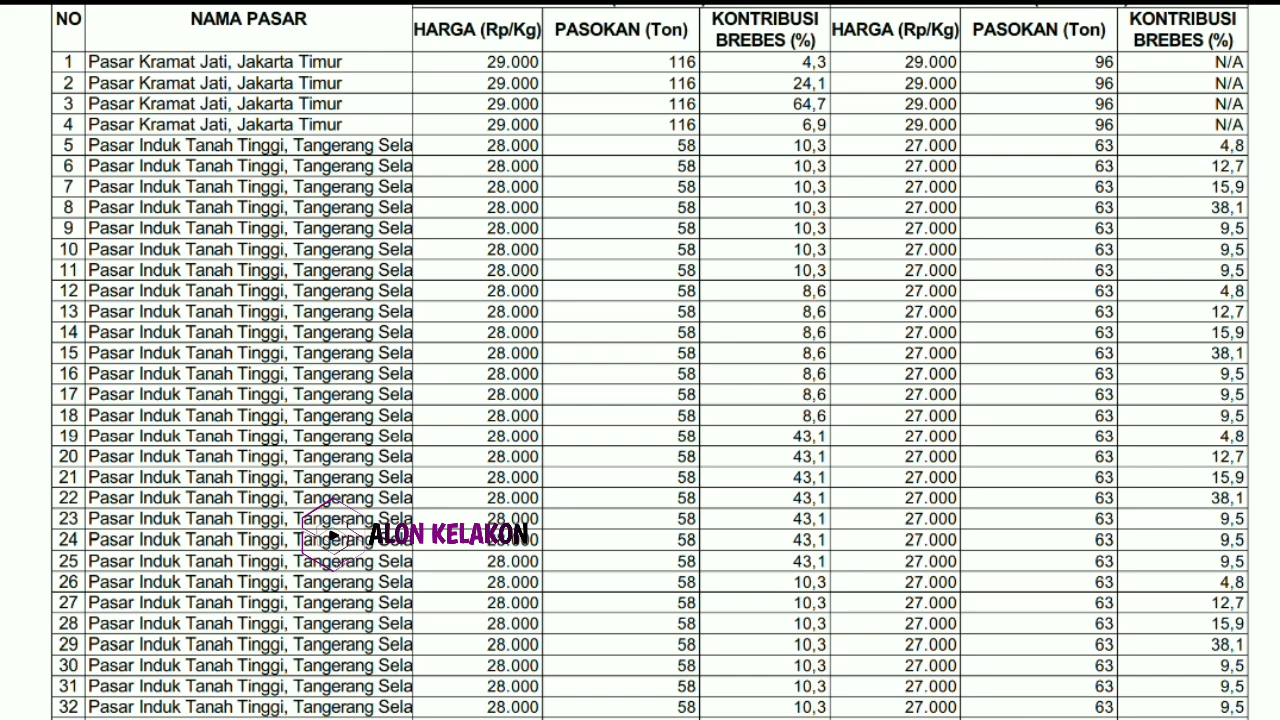 NO NAMA PASAR HARGA (Rp/Kg) PASOKAN (Ton) KONTRIBUSI BREBES (%) HARGA (Rp/Kg) PASOKAN (Ton) KONTRIBUSI BREBES (%)
1 Pasar Kramat Jati, Jakarta Timur 29.000 116 4,3 29.000 96 N/A
2 Pasar Kramat Jati, Jakarta Timur 29.000 116 24,1 29.000 96 N/A
3 Pasar Kramat Jati, Jakarta Timur 29.000 116 64,7 29.000 96 N/A
4 Pasar Kramat Jati, Jakarta Timur 29.000 116 6,9 29.000 96 N/A
5 Pasar Induk Tanah Tinggi, Tangerang Sela 28.000 58 10,3 27.000 63 4,8
6 Pasar Induk Tanah Tinggi, Tangerang Sela 28.000 58 10,3 27.000 63 12,7
7 Pasar Induk Tanah Tinggi, Tangerang Sela 28.000 58 10,3 27.000 63 15,9
8 Pasar Induk Tanah Tinggi, Tangerang Sela 28.000 58 10,3 27.000 63 38,1
9 Pasar Induk Tanah Tinggi, Tangerang Sela 28.000 58 10,3 27.000 63 9,5
10 Pasar Induk Tanah Tinggi, Tangerang Sela 28.000 58 10,3 27.000 63 9,5
11 Pasar Induk Tanah Tinggi, Tangerang Sela 28.000 58 10,3 27.000 63 9,5
12 Pasar Induk Tanah Tinggi, Tangerang Sela 28.000 58 8,6 27.000 63 4,8
13 Pasar Induk Tanah Tinggi, Tangerang Sela 28.000 58 8,6 27.000 63 12,7
14 Pasar Induk Tanah Tinggi, Tangerang Sela 28.000 58 8,6 27.000 63 15,9
15 Pasar Induk Tanah Tinggi, Tangerang Sela 28.000 58 8,6 27.000 63 38,1
16 Pasar Induk Tanah Tinggi, Tangerang Sela 28.000 58 8,6 27.000 63 9,5
17 Pasar Induk Tanah Tinggi, Tangerang Sela 28.000 58 8,6 27.000 63 9,5
18 Pasar Induk Tanah Tinggi, Tangerang Sela 28.000 58 8,6 27.000 63 9,5
19 Pasar Induk Tanah Tinggi, Tangerang Sela 28.000 58 43,1 27.000 63 4,8
20 Pasar Induk Tanah Tinggi, Tangerang Sela 28.000 58 43,1 27.000 63 12,7
21 Pasar Induk Tanah Tinggi, Tangerang Sela 28.000 58 43,1 27.000 63 15,9
22 Pasar Induk Tanah Tinggi, Tangerang Sela 28.000 58 43,1 27.000 63 38,1
23 Pasar Induk Tanah Tinggi, Tangerang Sela 28.000 58 43,1 27.000 63 9,5
ALON KELAKON
24 Pasar Induk Tanah Tinggi, Tangerang Sela 28.000 58 43,1 27.000 63 9,5
25 Pasar Induk Tanah Tinggi, Tangerang Sela 28.000 58 43,1 27.000 63 9,5
26 Pasar Induk Tanah Tinggi, Tangerang Sela 28.000 58 10,3 27.000 63 4,8
27 Pasar Induk Tanah Tinggi, Tangerang Sela 28.000 58 10,3 27.000 63 12,7
28 Pasar Induk Tanah Tinggi, Tangerang Sela 28.000 58 10,3 27.000 63 15,9
29 Pasar Induk Tanah Tinggi, Tangerang Sela 28.000 58 10,3 27.000 63 38,1
30 Pasar Induk Tanah Tinggi, Tangerang Sela 28.000 58 10,3 27.000 63 9,5
31 Pasar Induk Tanah Tinggi, Tangerang Sela 28.000 58 10,3 27.000 63 9,5
32 Pasar Induk Tanah Tinggi, Tangerang Sela 28.000 58 10,3 27.000 63 9,5